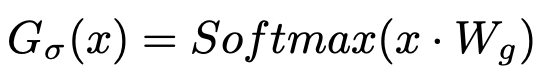 G_σ(x) = Softmax(x · W_g)